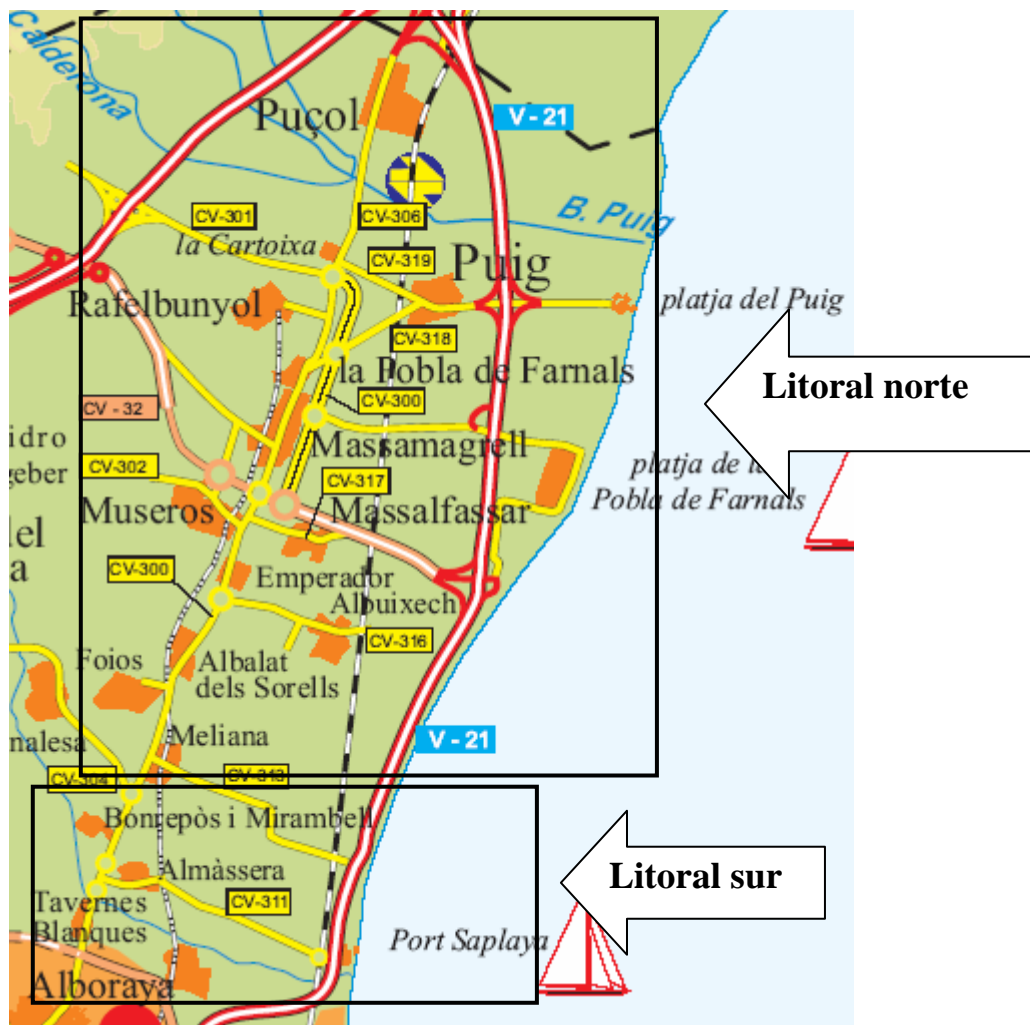 Calderona
Puçol
V - 21
B. Puig
CV-301
CV-306
la Cartoixa
CV-319
Puig
Rafelbunyol
platja del Puig
CV-318
la Pobla de Farnals
Litoral norte
CV - 32
CV-300
idro
Massamagrell
geber
CV-302
CV-317
platja de la
Pobla de Farnals
Museros
Massalfassar
el
a
CV-300
Emperador
Albuixech
CV-316
Foios
Albalat
dels Sorells
nalesa
Meliana
V - 21
CV-304
CV-313
Bonrepòs i Mirambell
Almàssera
Litoral sur
Tavernes
Blanques
CV-311
Port Saplaya
Alboraya